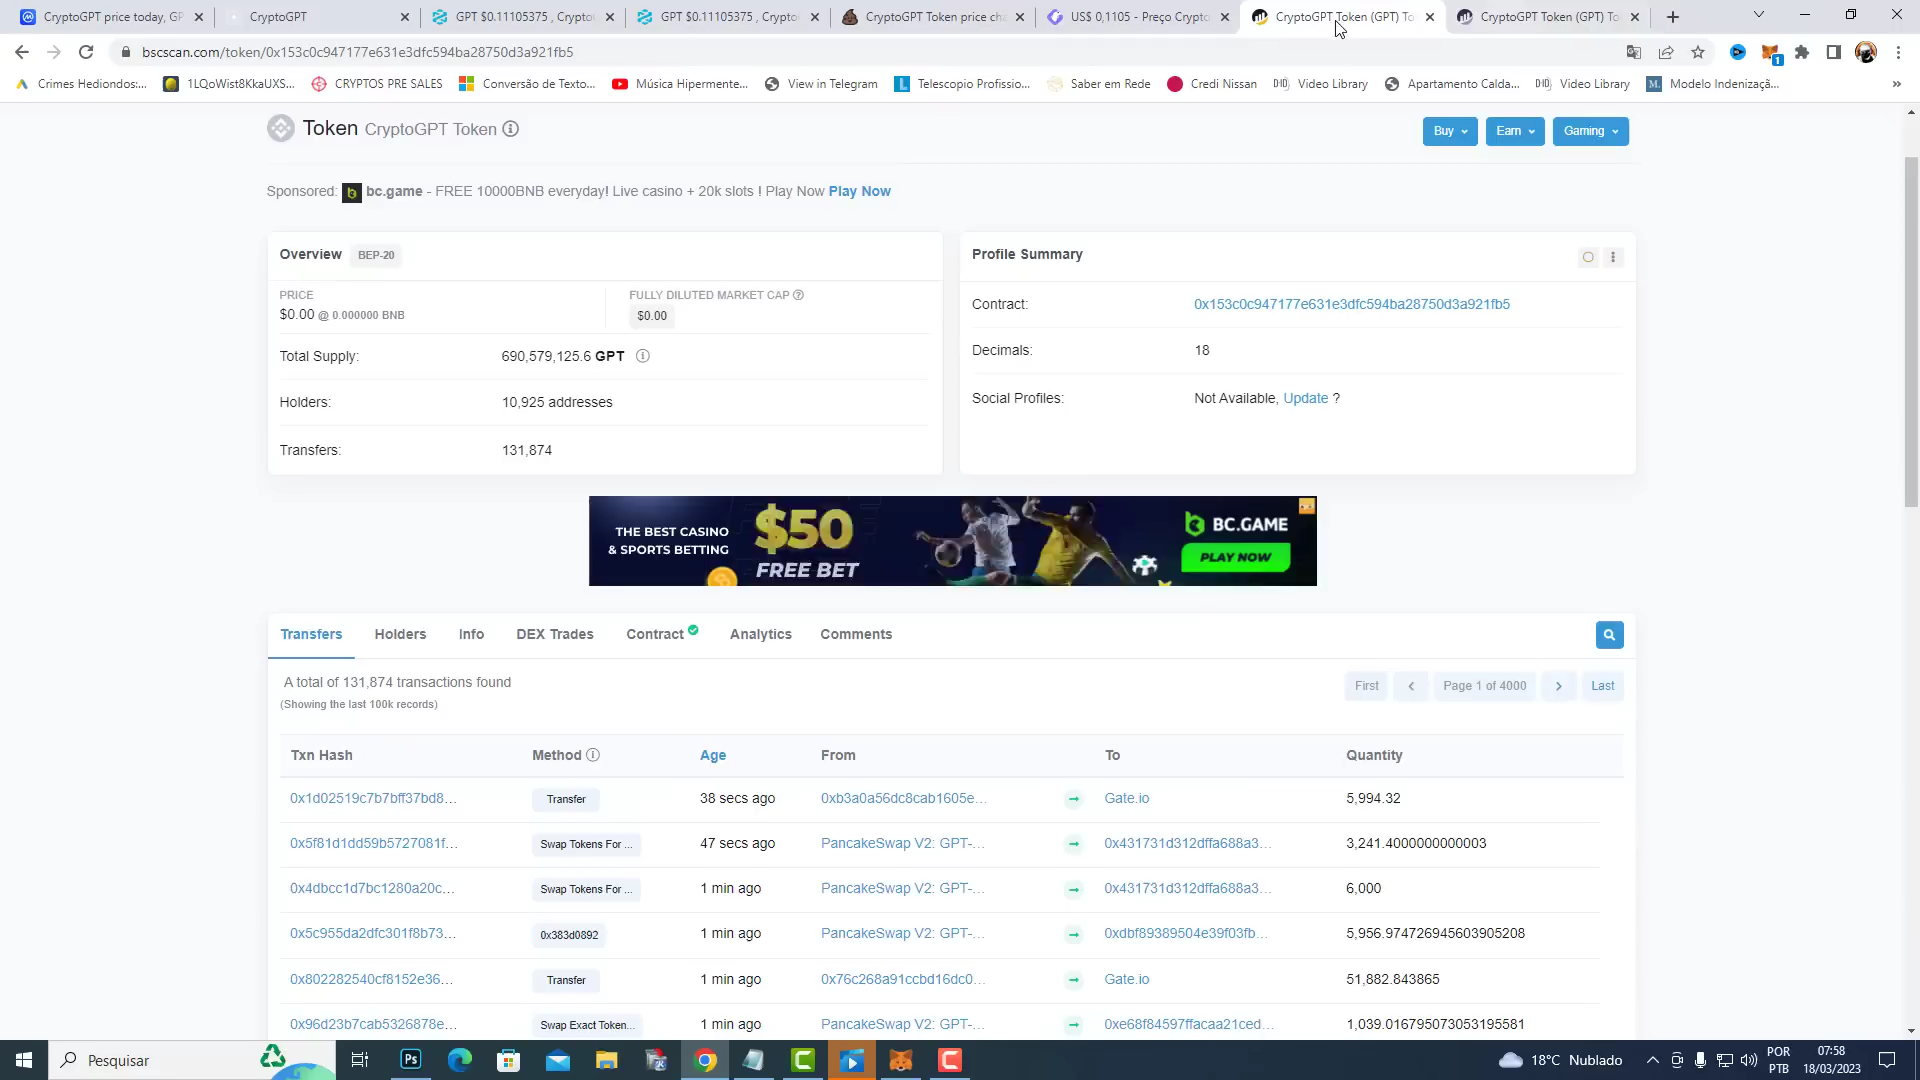 CryptoGPT price today, GP
CryptoGPT
GPT $0.11105375 , Crypto
GPT $0.11105375 , Crypto
CryptoGPT Token price cha
US$ 0,1105 - Preço Crypto
CryptoGPT Token (GPT) To
CryptoGPT Token (GPT) To
bscscan.com/token/0x153c0c947177e631e3dfc594ba28750d3a921fb5
Crimes Hediondos:...
1LQoWist8KkaUXS...
CRYPTOS PRE SALES
Conversão de Texto...
Música Hipermente...
View in Telegram
Telescopio Profissio...
Saber em Rede
Credi Nissan
Video Library
Apartamento Calda...
Video Library
Modelo Indenizaçã...
»
Token CryptoGPT Token
Buy
Earn
Gaming
Sponsored: bc.game - FREE 10000BNB everyday! Live casino + 20k slots ! Play Now Play Now
Overview BEP-20
PRICE
$0.00 @ 0.000000 BNB
FULLY DILUTED MARKET CAP
$0.00
Total Supply: 690,579,125.6 GPT
Holders: 10,925 addresses
Transfers: 131,874
Profile Summary
Contract: 0x153c0c947177e631e3dfc594ba28750d3a921fb5
Decimals: 18
Social Profiles: Not Available, Update ?
THE BEST CASINO
& SPORTS BETTING
$50
FREE BET
BC.GAME
PLAY NOW
Transfers Holders Info DEX Trades Contract Analytics Comments
A total of 131,874 transactions found
(Showing the last 100k records)
First Page 1 of 4000 Last
Txn Hash Method Age From To Quantity
0x1d02519c7b7bff37bd8... Transfer 38 secs ago 0xb3a0a56dc8cab1605e... Gate.io 5,994.32
0x5f81d1dd59b5727081f... Swap Tokens For ... 47 secs ago PancakeSwap V2: GPT-... 0x431731d312dffa688a3... 3,241.4000000000003
0x4dbcc1d7bc1280a20c... Swap Tokens For ... 1 min ago PancakeSwap V2: GPT-... 0x431731d312dffa688a3... 6,000
0x5c955da2dfc301f8b73... 0x383d0892 1 min ago PancakeSwap V2: GPT-... 0xdbf89389504e39f03fb... 5,956.974726945603905208
0x802282540cf8152e36... Transfer 1 min ago 0x76c268a91ccbd16dc0... Gate.io 51,882.843865
0x96d23b7cab5326878e... Swap Exact Token... 1 min ago PancakeSwap V2: GPT-... 0xe68f84597ffacaa21ced... 1,039.016795073053195581
Pesquisar
Ps
18°C Nublado
POR
PTB
07:58
18/03/2023